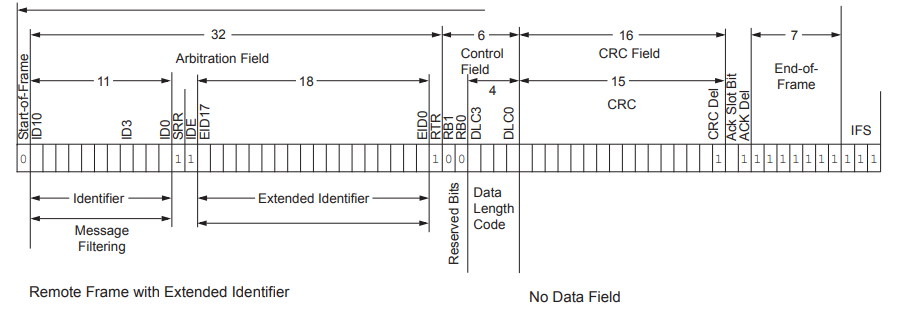 32
6
16
7
Arbitration Field
Control
Field
CRC Field
End-of-
Frame
11
18
4
15
CRC
Start-of-Frame
ID10
ID3
ID0
SRR
IDE
EID17
EID0
RTR
RB1
RB0
DLC3
DLC0
CRC Del
Ack Slot Bit
ACK Del
IFS
0 1 1 1 0 0 1 1 1 1 1 1 1 1 1 1 1 1
Identifier
Extended Identifier
Message
Filtering
Reserved Bits
Data
Length
Code
Remote Frame with Extended Identifier
No Data Field